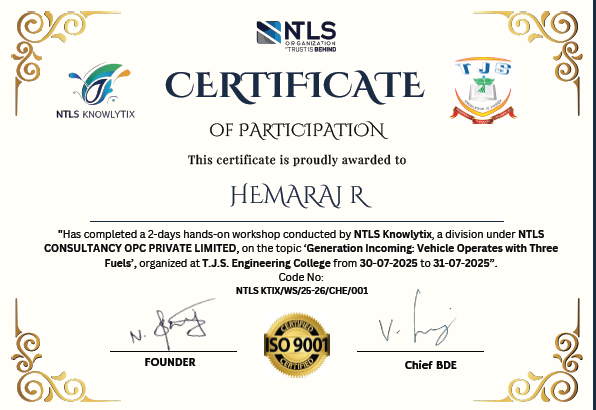 NTLS
ORGANIZATION
"TRUST IS BEHIND
NTLS KNOWLYTIX
TJS
CERTIFICATE
OF PARTICIPATION
This certificate is proudly awarded to
HEMARAJ R
"Has completed a 2-days hands-on workshop conducted by NTLS Knowlytix, a division under NTLS
CONSULTANCY OPC PRIVATE LIMITED, on the topic ‘Generation Incoming: Vehicle Operates with Three
Fuels’, organized at T.J.S. Engineering College from 30-07-2025 to 31-07-2025”.
Code No:
NTLS KTIX/WS/25-26/CHE/001
FOUNDER
CERTIFIED
ISO 9001
CERTIFIED
Chief BDE